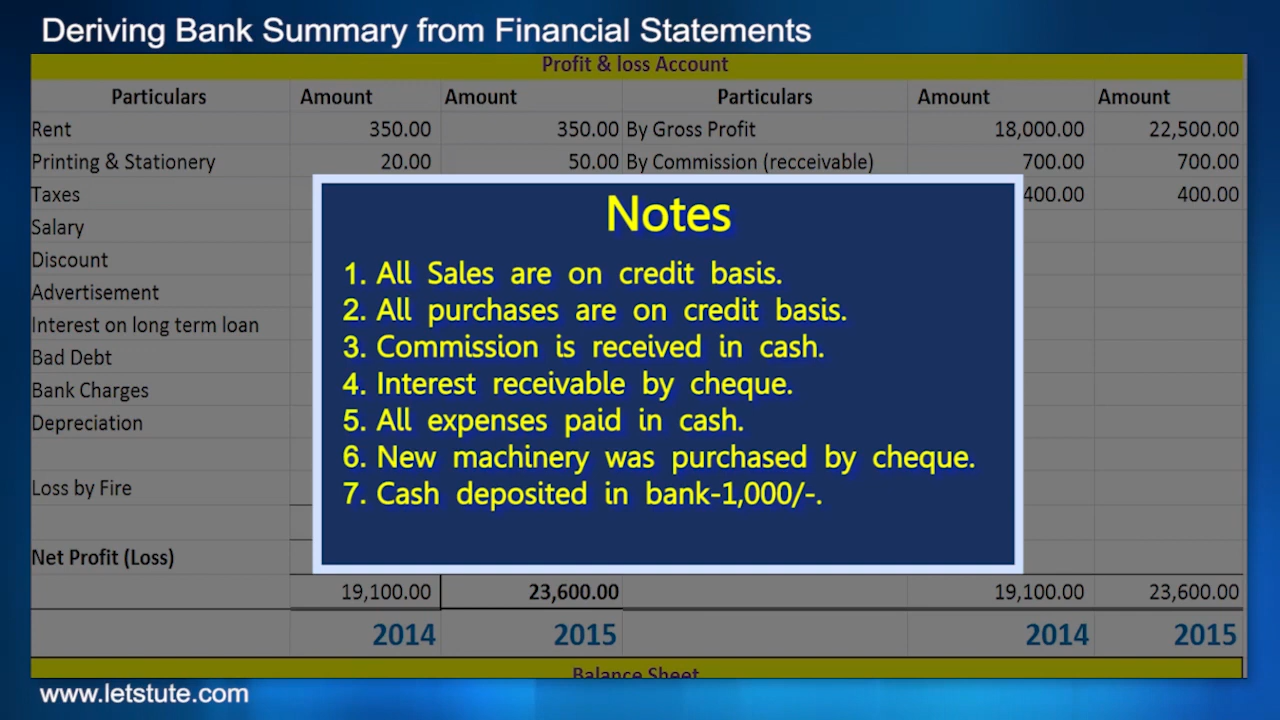 Deriving Bank Summary from Financial Statements
Profit & loss Account
Particulars Amount Amount Particulars Amount Amount
Rent 350.00 350.00 By Gross Profit 18,000.00 22,500.00
Printing & Stationery 20.00 50.00 By Commission (recceivable) 700.00 700.00
Taxes 400.00 400.00
Salary
Discount
Advertisement
Interest on long term loan
Bad Debt
Bank Charges
Depreciation
Loss by Fire
Net Profit (Loss)
Notes
1. All Sales are on credit basis.
2. All purchases are on credit basis.
3. Commission is received in cash.
4. Interest receivable by cheque.
5. All expenses paid in cash.
6. New machinery was purchased by cheque.
7. Cash deposited in bank-1,000/-.
19,100.00 23,600.00 19,100.00 23,600.00
2014 2015 2014 2015
Balance Sheet
www.letstute.com